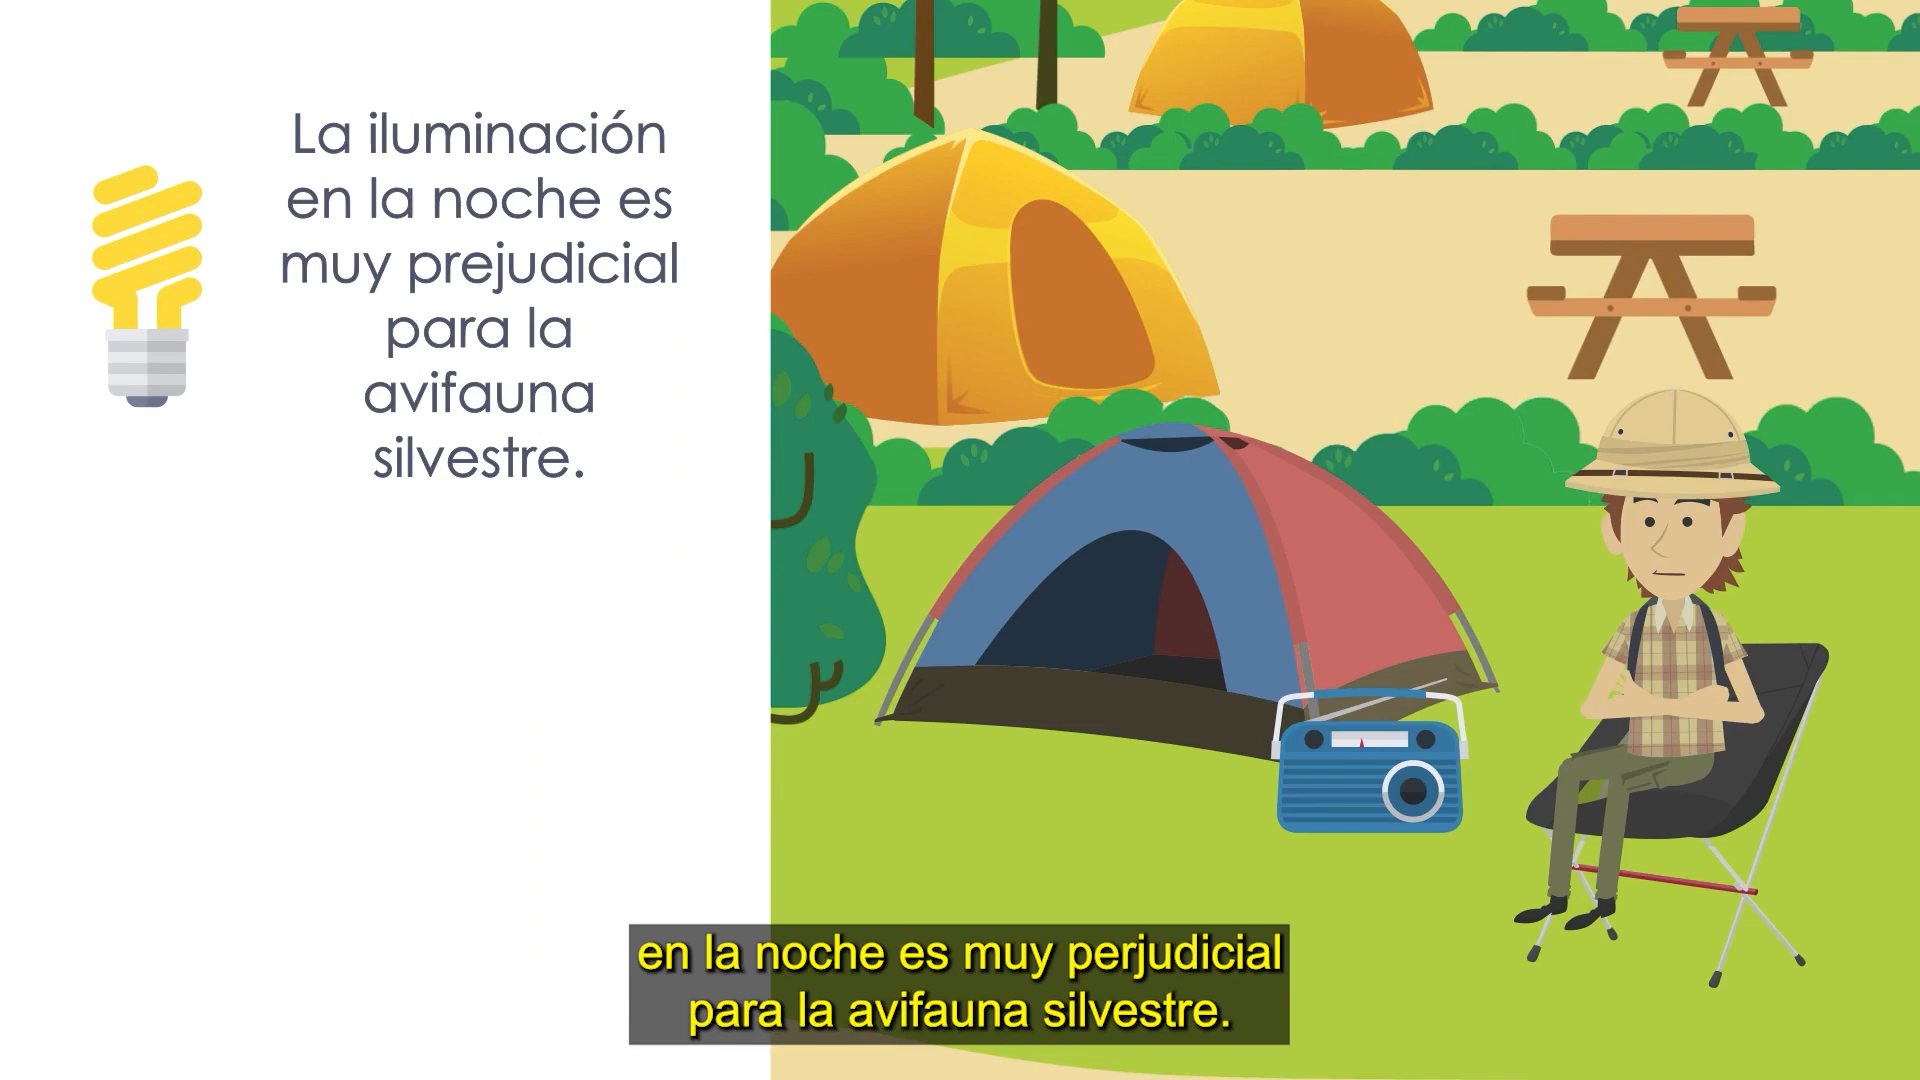 La iluminación
en la noche es
muy prejudicial
para la
avifauna
silvestre.
en la noche es muy perjudicial
para la avifauna silvestre.